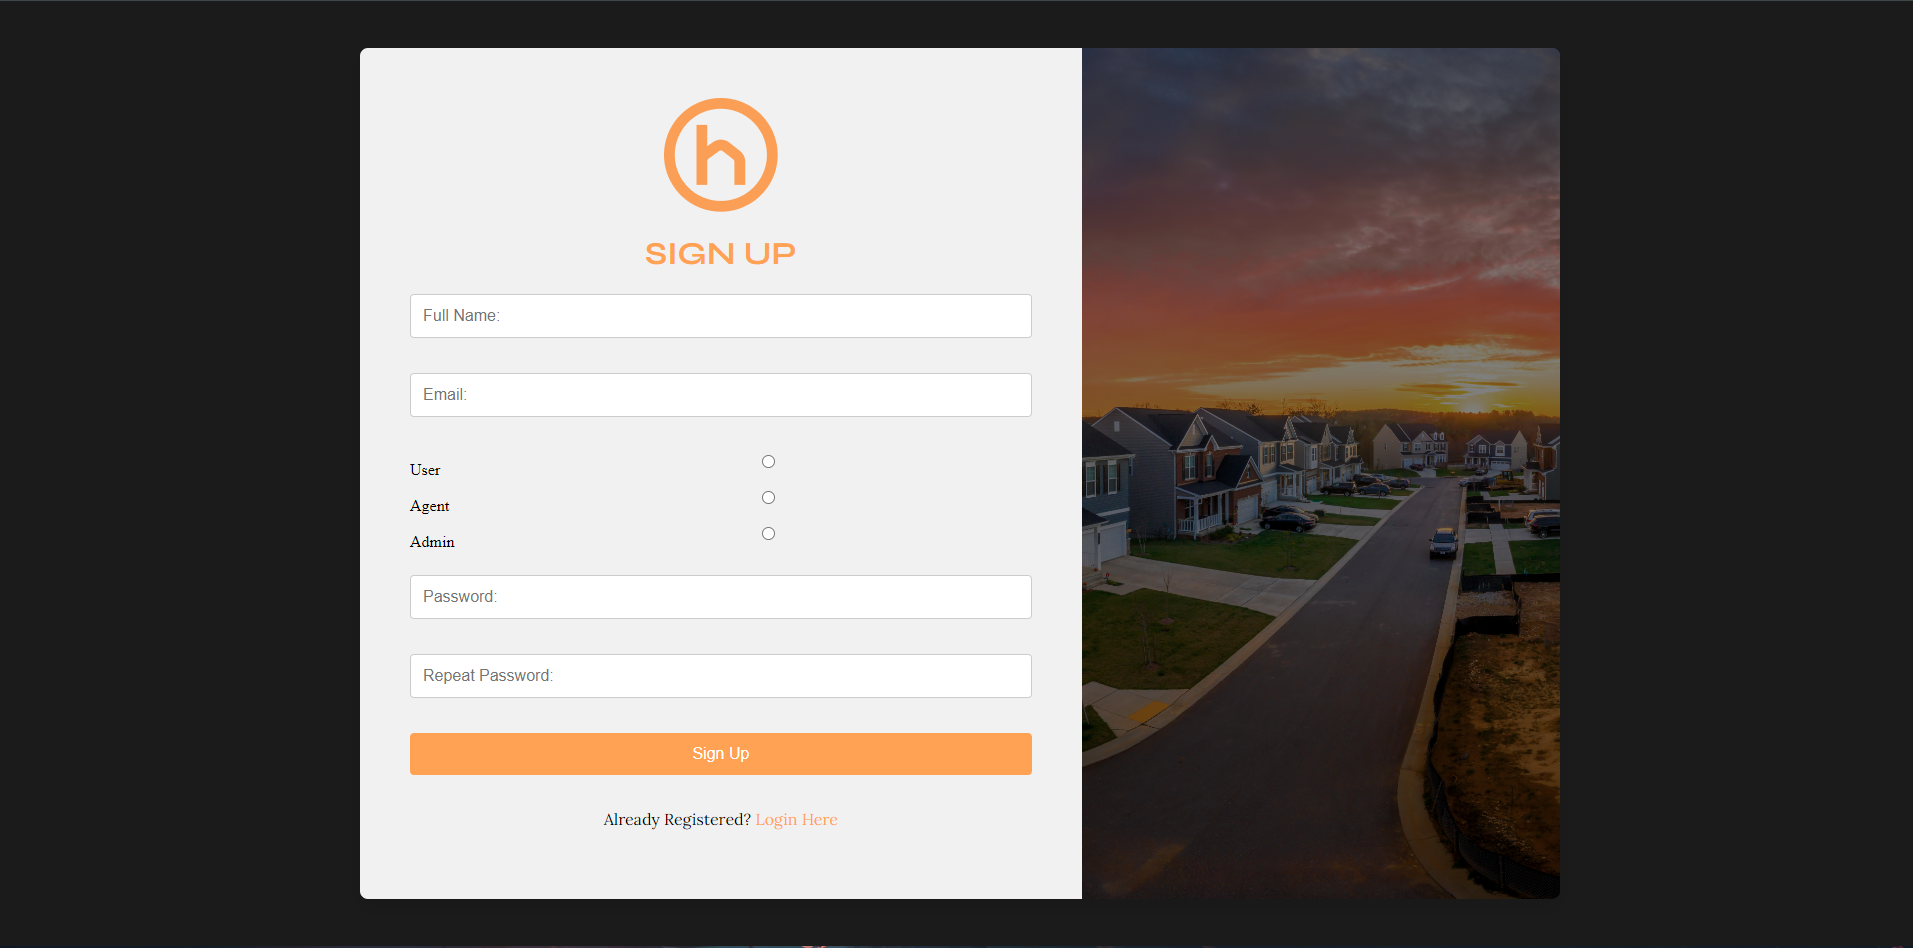 h
SIGN UP
Full Name:
Email:
User
Agent
Admin
Password:
Repeat Password:
Sign Up
Already Registered? Login Here